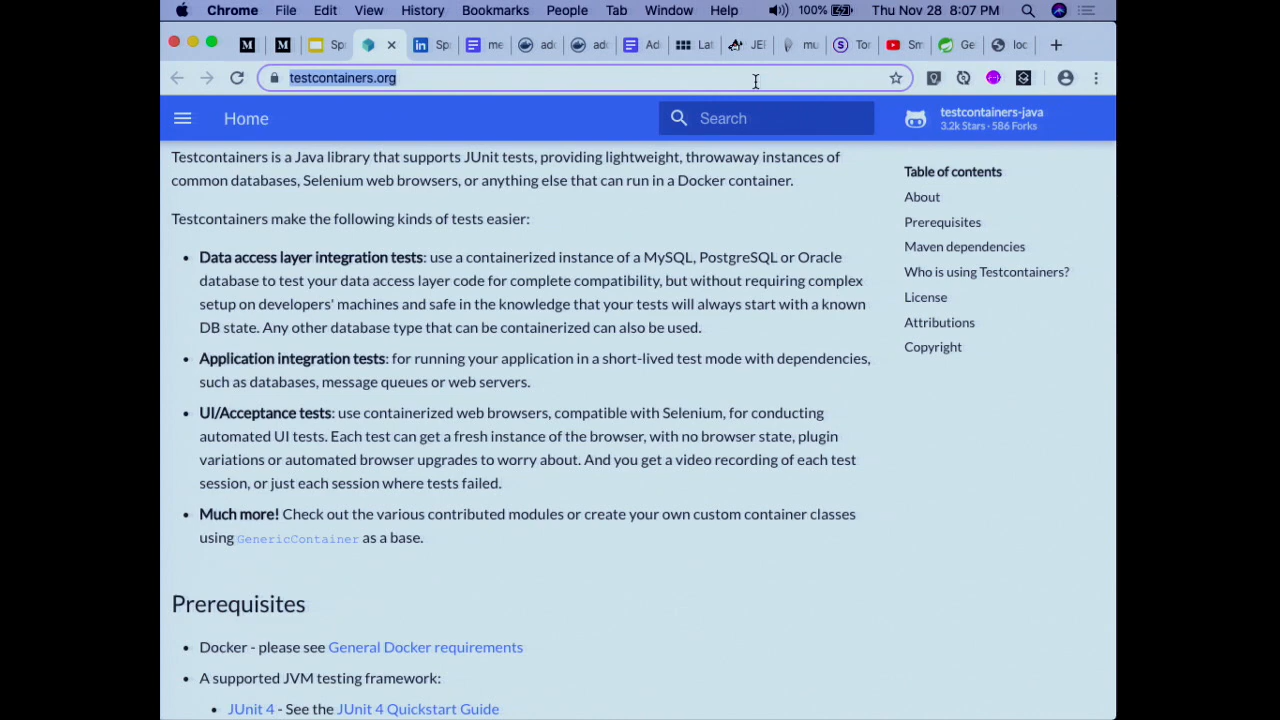 Chrome File Edit View History Bookmarks People Tab Window Help 100% Thu Nov 28 8:07 PM
Sp Sp me ado ado Ad Lat JEI mu Tor Sm Ge loc
testcontainers.org
Home Search testcontainers-java
3.2k Stars · 586 Forks
Testcontainers is a Java library that supports JUnit tests, providing lightweight, throwaway instances of
common databases, Selenium web browsers, or anything else that can run in a Docker container.
Testcontainers make the following kinds of tests easier:
• Data access layer integration tests: use a containerized instance of a MySQL, PostgreSQL or Oracle
database to test your data access layer code for complete compatibility, but without requiring complex
setup on developers' machines and safe in the knowledge that your tests will always start with a known
DB state. Any other database type that can be containerized can also be used.
• Application integration tests: for running your application in a short-lived test mode with dependencies,
such as databases, message queues or web servers.
• UI/Acceptance tests: use containerized web browsers, compatible with Selenium, for conducting
automated UI tests. Each test can get a fresh instance of the browser, with no browser state, plugin
variations or automated browser upgrades to worry about. And you get a video recording of each test
session, or just each session where tests failed.
• Much more! Check out the various contributed modules or create your own custom container classes
using GenericContainer as a base.
Prerequisites
• Docker - please see General Docker requirements
• A supported JVM testing framework:
• JUnit 4 - See the JUnit 4 Quickstart Guide
Table of contents
About
Prerequisites
Maven dependencies
Who is using Testcontainers?
License
Attributions
Copyright